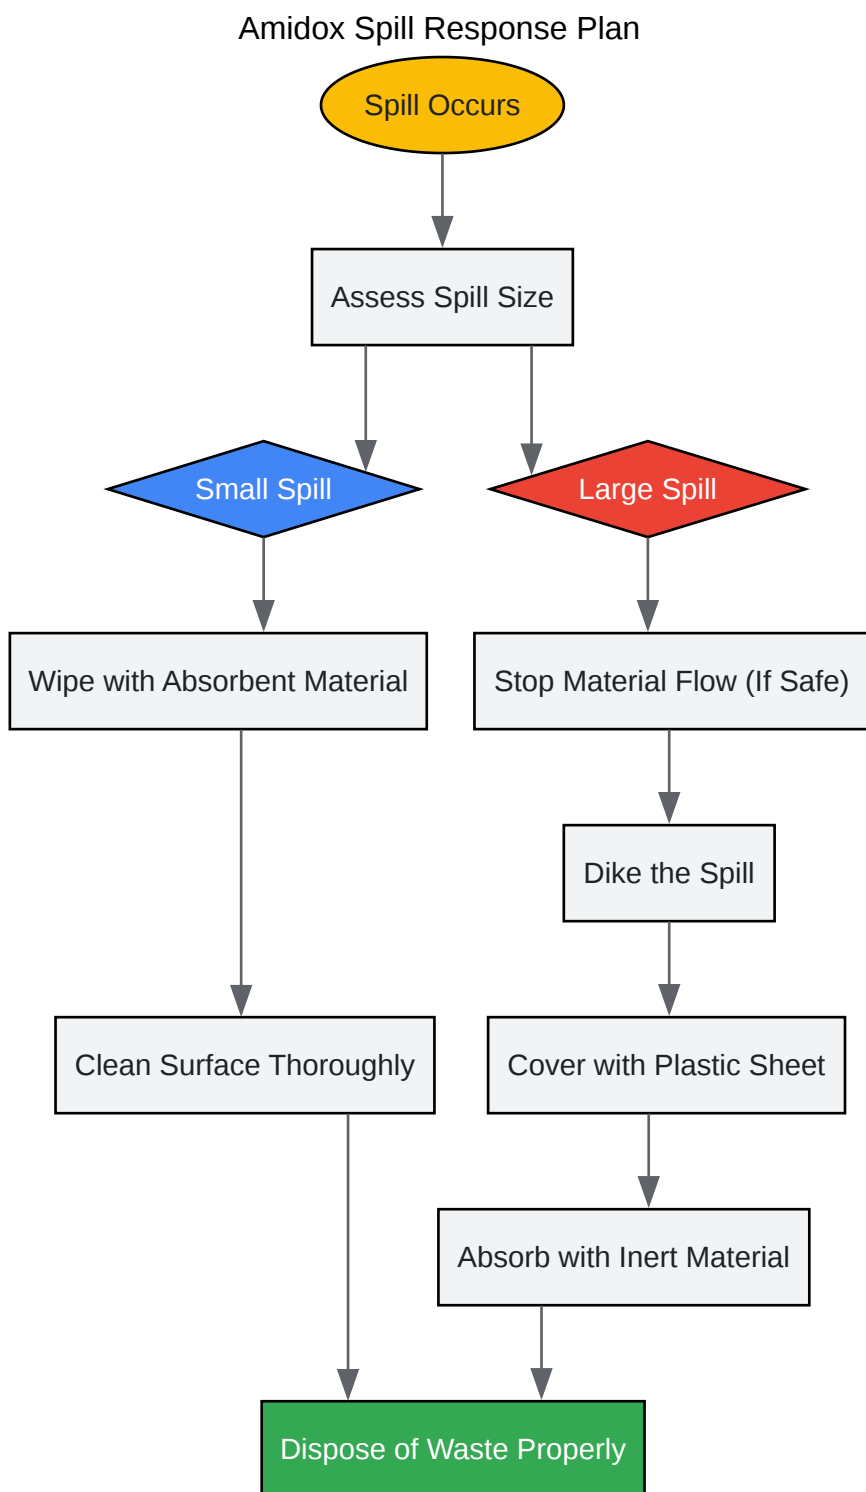 Amidox Spill Response Plan
Spill Occurs
Assess Spill Size
Small Spill
Large Spill
Wipe with Absorbent Material
Stop Material Flow (If Safe)
Dike the Spill
Clean Surface Thoroughly
Cover with Plastic Sheet
Absorb with Inert Material
Dispose of Waste Properly